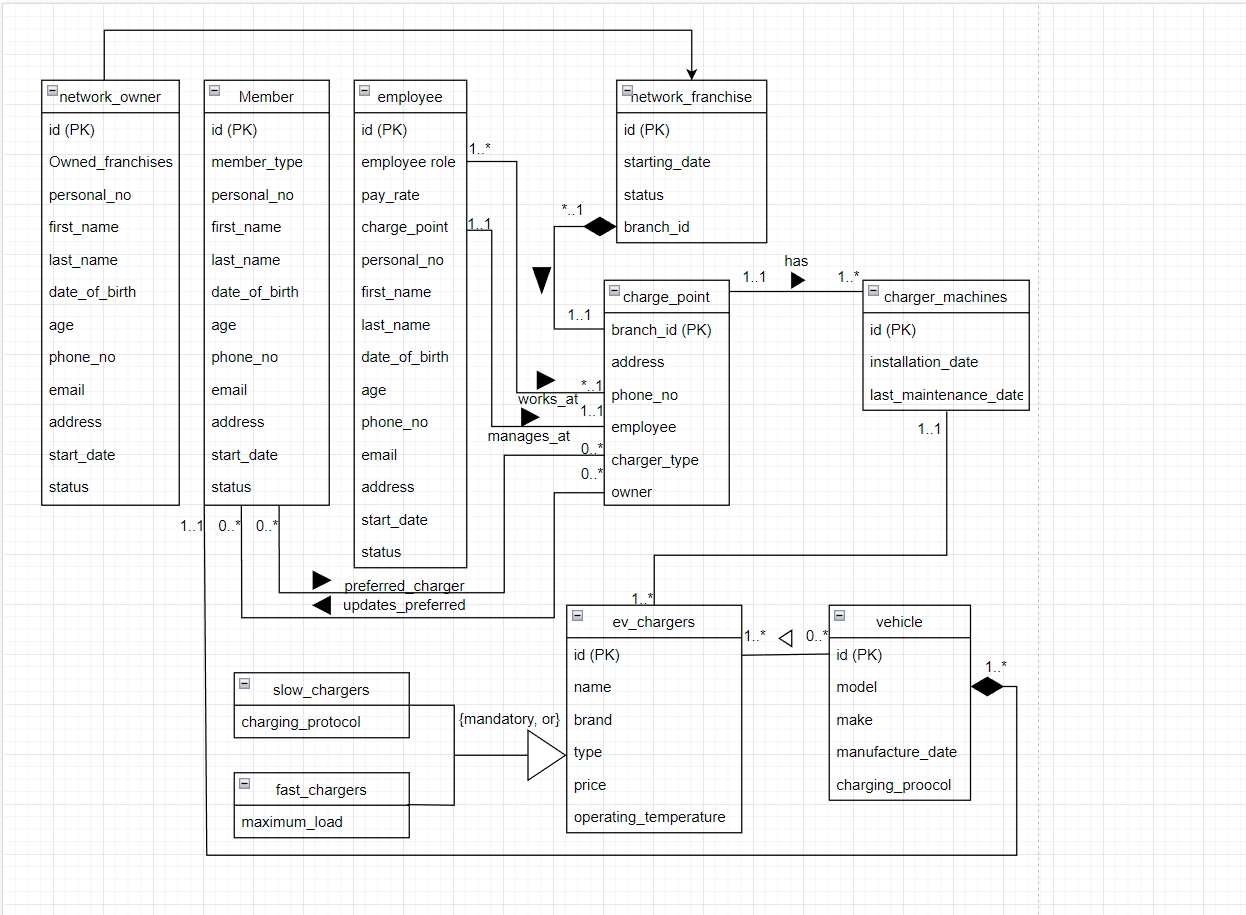 network_owner
id (PK)
Owned_franchises
personal_no
first_name
last_name
date_of_birth
age
phone_no
email
address
start_date
status
Member
id (PK)
member_type
personal_no
first_name
last_name
date_of_birth
age
phone_no
email
address
start_date
status
employee
id (PK)
employee role
pay_rate
charge_point
personal_no
first_name
last_name
date_of_birth
age
phone_no
email
address
start_date
status
network_franchise
id (PK)
starting_date
status
branch_id
1..*
1..1
*..1
1..1
*..1
works_at
1..1
manages_at
0..*
0..*
charge_point
branch_id (PK)
address
phone_no
employee
charger_type
owner
1..1
has
1..*
charger_machines
id (PK)
installation_date
last_maintenance_date
1..1
1..*
1..1
0..*
0..*
preferred_charger
updates_preferred
ev_chargers
id (PK)
name
brand
type
price
operating_temperature
1..*
0..*
vehicle
id (PK)
model
make
manufacture_date
charging_proocol
1..*
slow_chargers
charging_protocol
{mandatory, or}
fast_chargers
maximum_load